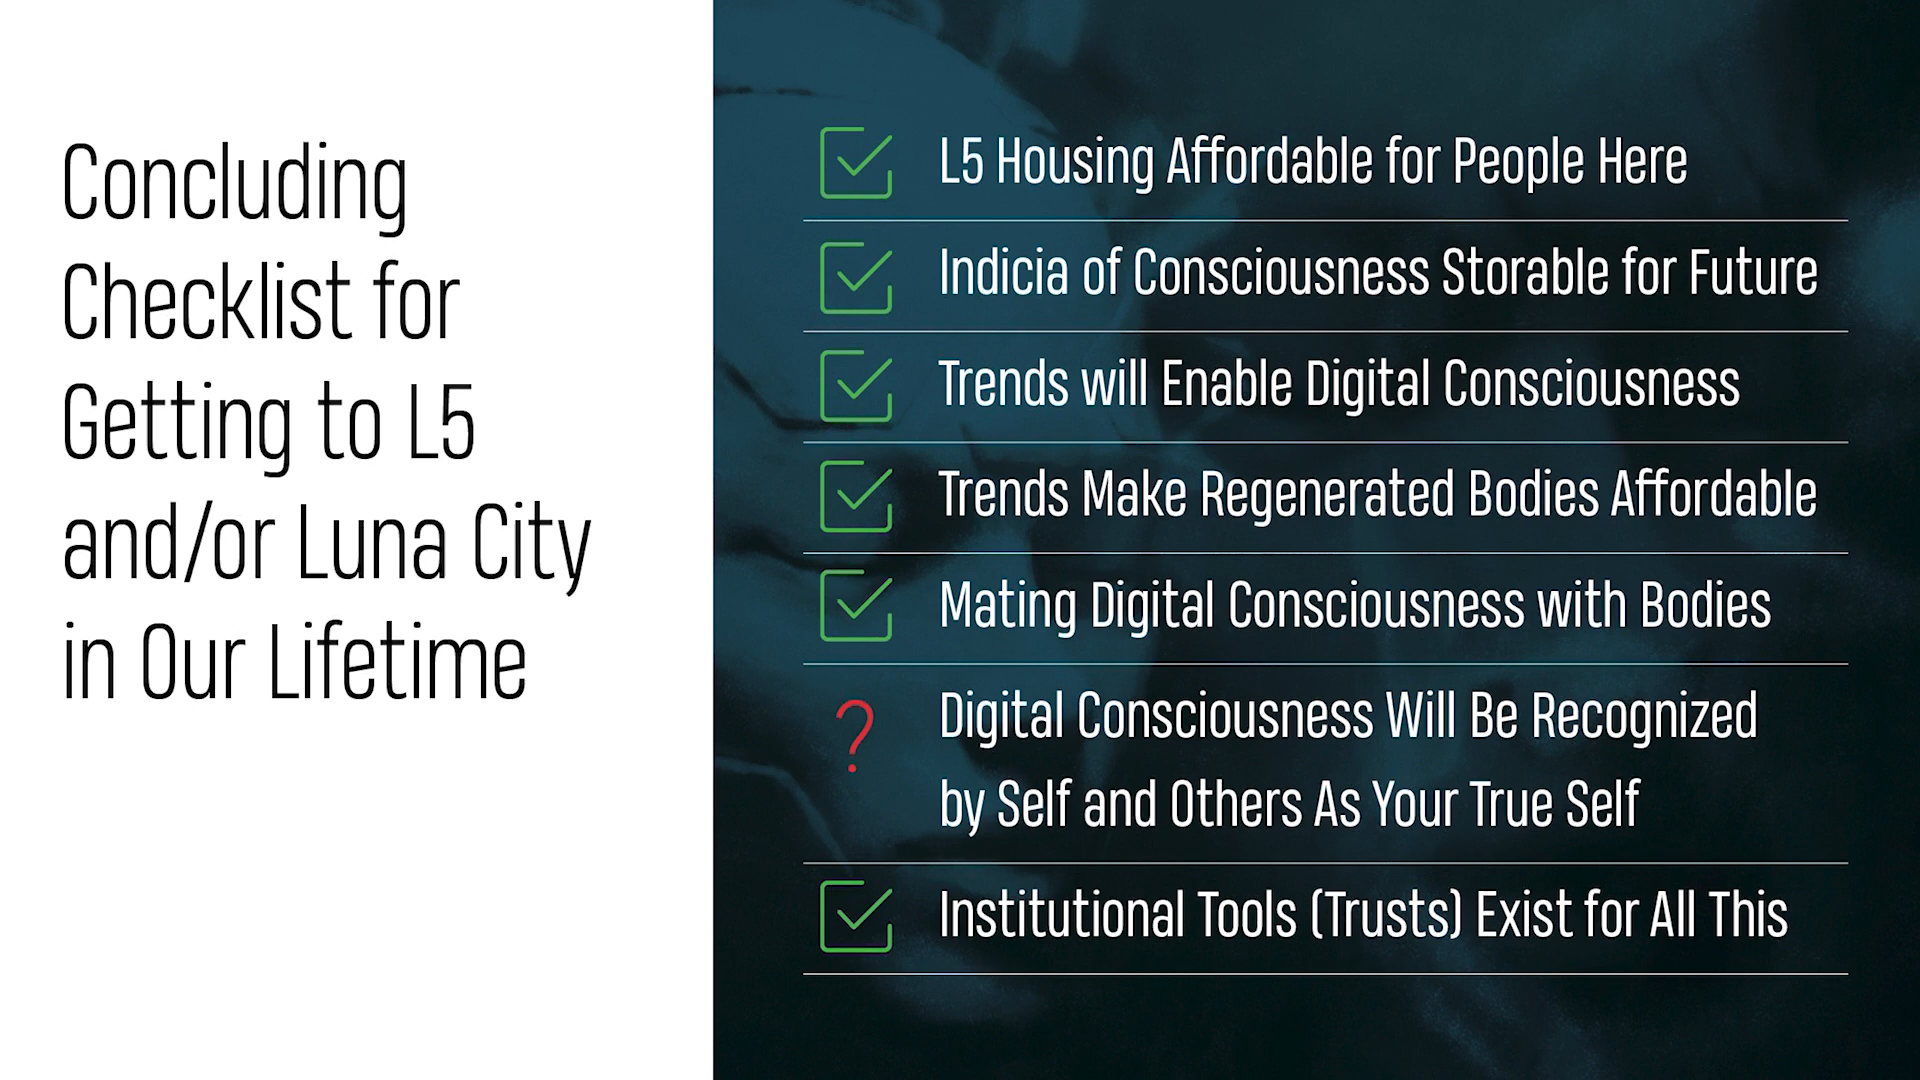 Concluding
Checklist for
Getting to L5
and/or Luna City
in Our Lifetime
L5 Housing Affordable for People Here
Indicia of Consciousness Storable for Future
Trends will Enable Digital Consciousness
Trends Make Regenerated Bodies Affordable
Mating Digital Consciousness with Bodies
?
Digital Consciousness Will Be Recognized
by Self and Others As Your True Self
Institutional Tools (Trusts) Exist for All This